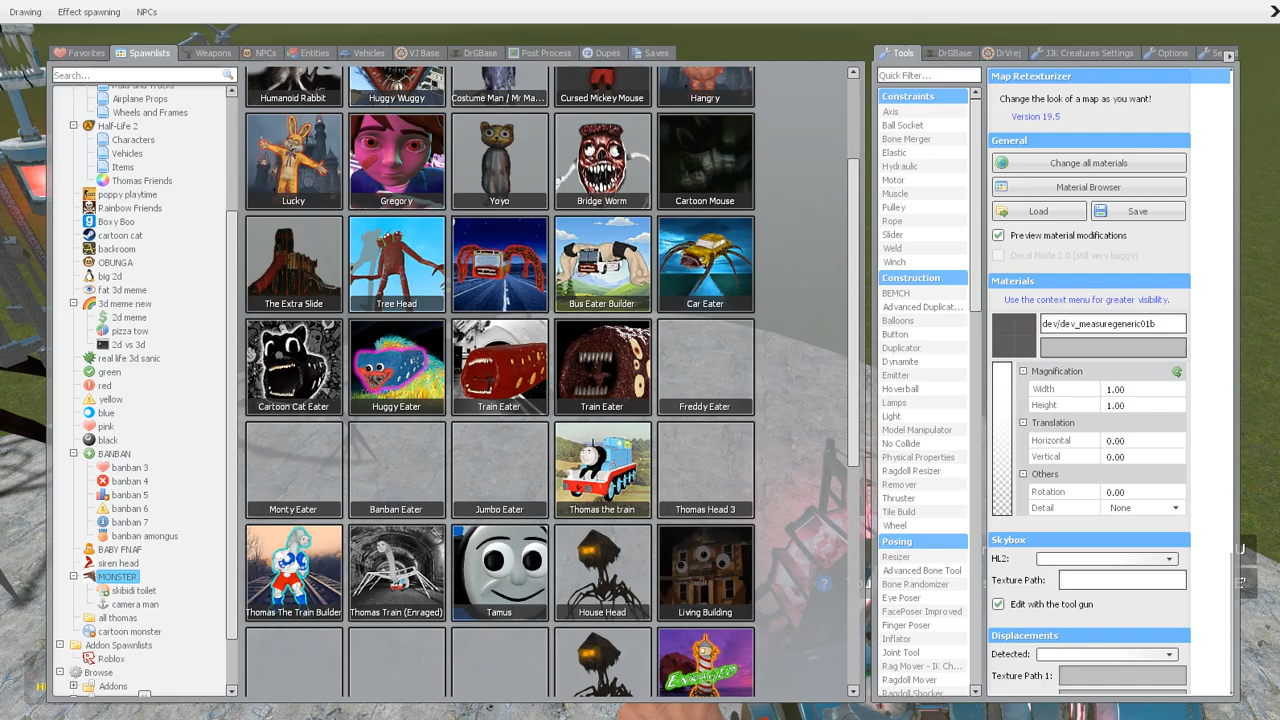 Drawing Effect spawning NPCs
Favorites Spawnlists Weapons NPCs Entities Vehicles VJ Base DrGBase Post Process Dupes Saves
Search...
Airplane Props
Wheels and Frames
Half-Life 2
Characters
Vehicles
Items
Thomas Friends
poppy playtime
Rainbow Friends
Boxy Boo
cartoon cat
backroom
OBUNGA
big 2d
fat 3d meme
3d meme new
2d meme
pizza tow
2d vs 3d
real life 3d sanic
green
red
yellow
blue
pink
black
BANBAN
banban 3
banban 4
banban 5
banban 6
banban 7
banban amongus
BABY FNAF
siren head
MONSTER
skibidi toilet
camera man
all thomas
cartoon monster
Addon Spawnlists
Roblox
Browse
Addons
Humanoid Rabbit Huggy Wuggy Costume Man / Mr Ma... Cursed Mickey Mouse Hangry
Lucky Gregory Yoyo Bridge Worm Cartoon Mouse
The Extra Slide Tree Head Bus Eater Builder Car Eater
Cartoon Cat Eater Huggy Eater Train Eater Train Eater Freddy Eater
Monty Eater Banban Eater Jumbo Eater Thomas the train Thomas Head 3
Thomas The Train Builder Thomas Train (Enraged) Tamus House Head Living Building
ENRAGED
Tools DrGBase DrVrej JJK Creatures Settings Options
Quick Filter...
Constraints
Axis
Ball Socket
Bone Merger
Elastic
Hydraulic
Motor
Muscle
Pulley
Rope
Slider
Weld
Winch
Construction
BEMCH
Advanced Duplicat...
Balloons
Button
Duplicator
Dynamite
Emitter
Hoverball
Lamps
Light
Model Manipulator
No Collide
Physical Properties
Ragdoll Resizer
Remover
Thruster
Tile Build
Wheel
Posing
Resizer
Advanced Bone Tool
Bone Randomizer
Eye Poser
FacePoser Improved
Finger Poser
Inflator
Joint Tool
Rag Mover - IK Ch...
Ragdoll Mover
Ragdoll Shocker
Map Retexturizer
Change the look of a map as you want!
Version 19.5
General
Change all materials
Material Browser
Load Save
Preview material modifications
Decal Mode 2.0 (still very buggy)
Materials
Use the context menu for greater visibility.
dev/dev_measuregeneric01b
Magnification
Width 1.00
Height 1.00
Translation
Horizontal 0.00
Vertical 0.00
Others
Rotation 0.00
Detail None
Skybox
HL2:
Texture Path:
Edit with the tool gun
Displacements
Detected:
Texture Path 1: